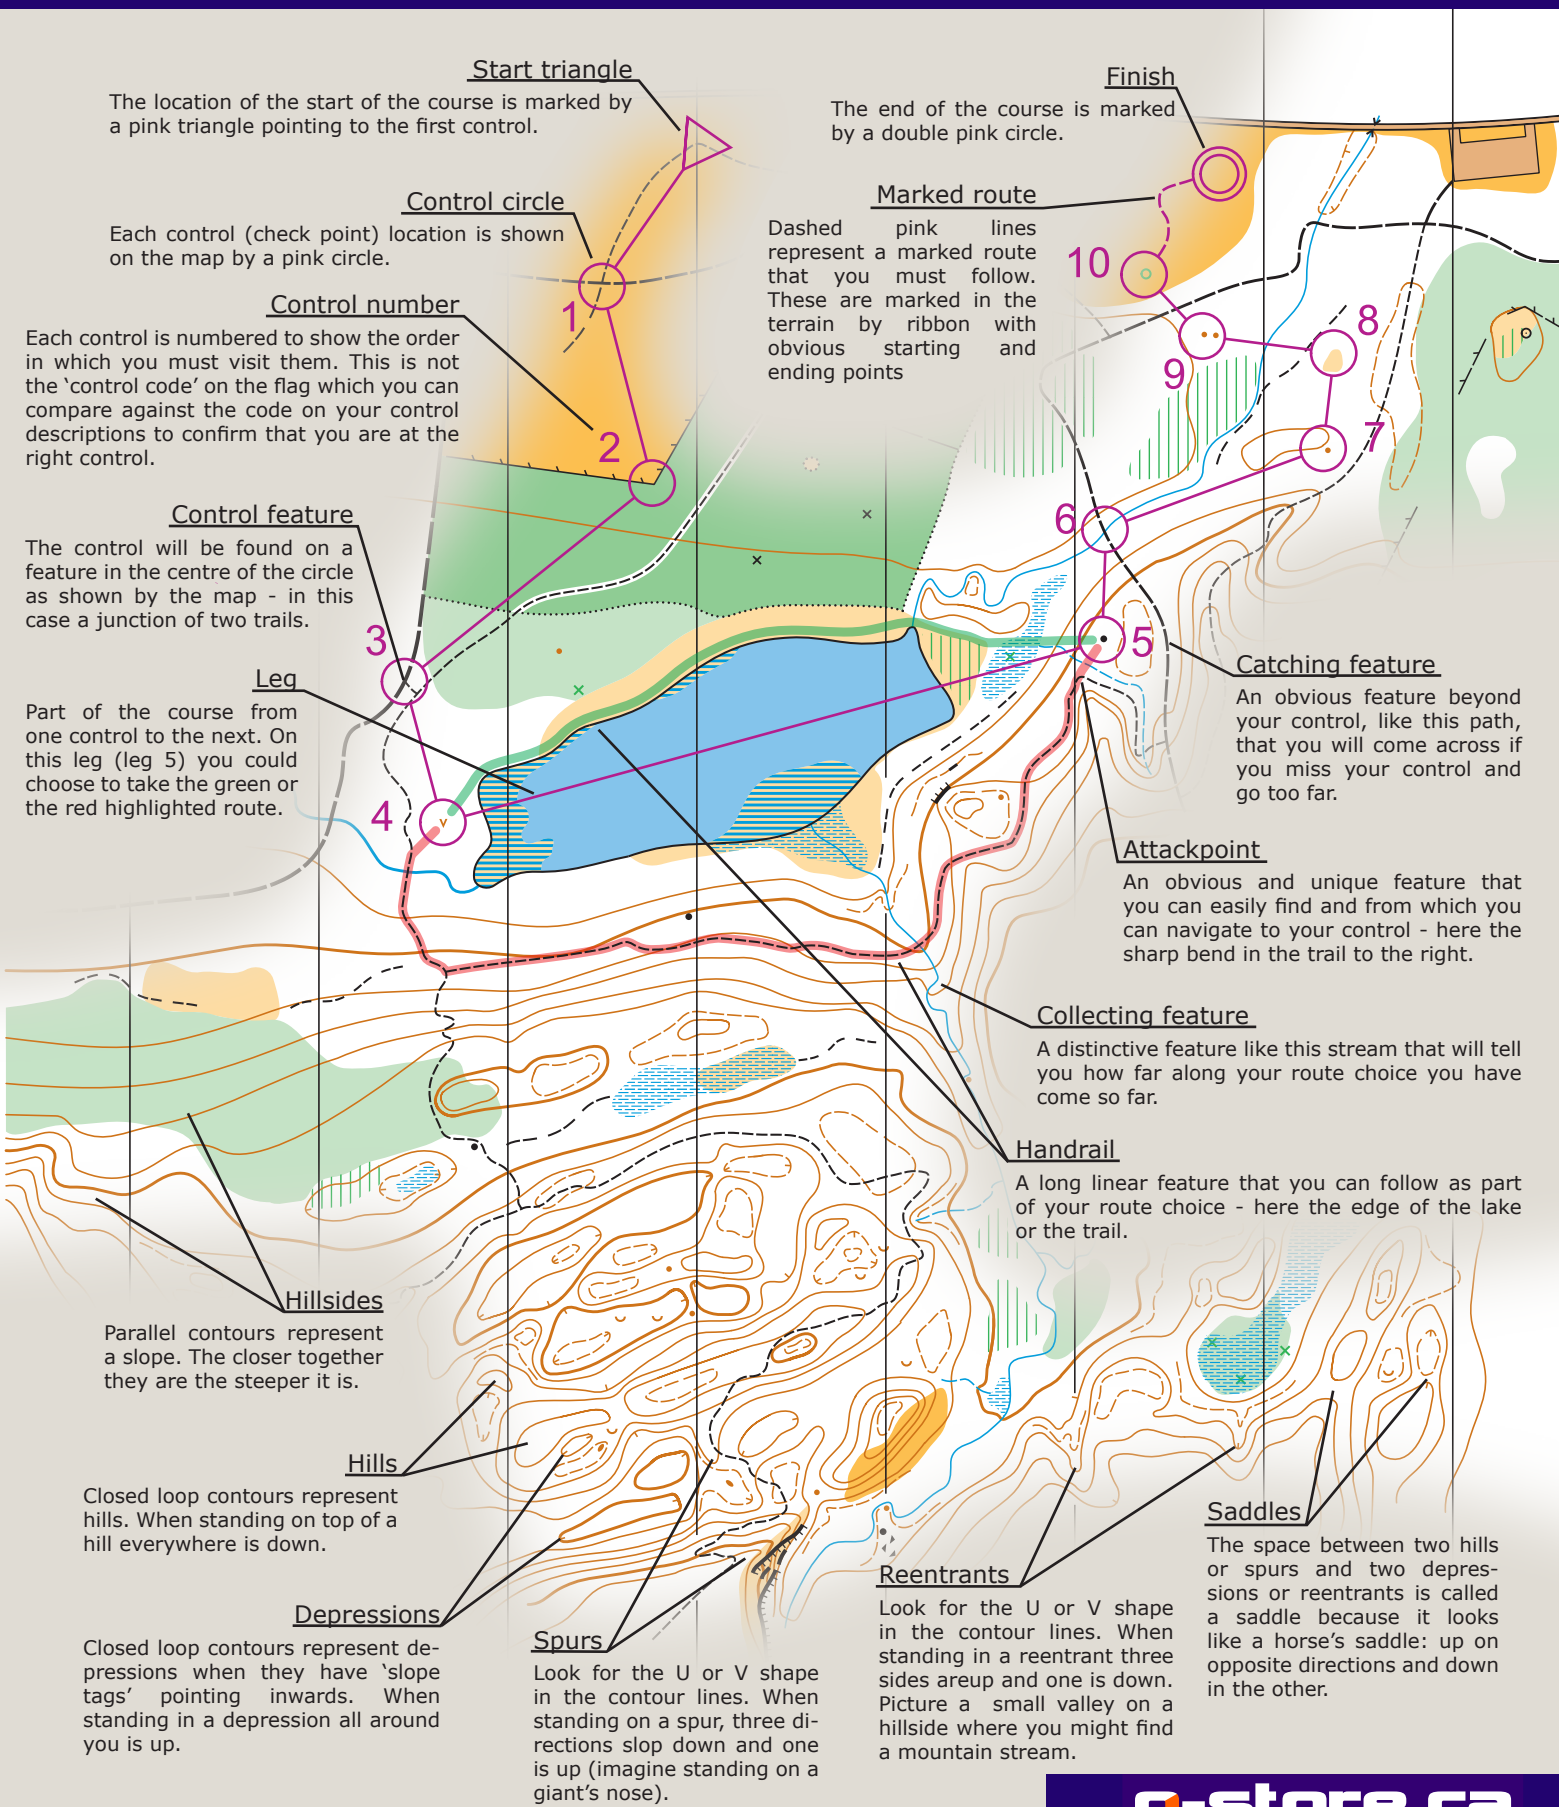 Start triangle
The location of the start of the course is marked by
a pink triangle pointing to the first control.
Finish
The end of the course is marked
by a double pink circle.
Control circle
Each control (check point) location is shown
on the map by a pink circle.
Marked route
Dashed pink lines
represent a marked route
that you must follow.
These are marked in the
terrain by ribbon with
obvious starting and
ending points
Control number
Each control is numbered to show the order
in which you must visit them. This is not
the ‘control code’ on the flag which you can
compare against the code on your control
descriptions to confirm that you are at the
right control.
10
1
8
9
2
7
Control feature
The control will be found on a
feature in the centre of the circle
as shown by the map - in this
case a junction of two trails.
6
3
5
Leg
Part of the course from
one control to the next. On
this leg (leg 5) you could
choose to take the green or
the red highlighted route.
4
Catching feature
An obvious feature beyond
your control, like this path,
that you will come across if
you miss your control and
go too far.
Attackpoint
An obvious and unique feature that
you can easily find and from which you
can navigate to your control - here the
sharp bend in the trail to the right.
Collecting feature
A distinctive feature like this stream that will tell
you how far along your route choice you have
come so far.
Handrail
A long linear feature that you can follow as part
of your route choice - here the edge of the lake
or the trail.
Hillsides
Parallel contours represent
a slope. The closer together
they are the steeper it is.
Hills
Closed loop contours represent
hills. When standing on top of a
hill everywhere is down.
Depressions
Closed loop contours represent de-
pressions when they have ‘slope
tags’ pointing inwards. When
standing in a depression all around
you is up.
Spurs
Look for the U or V shape
in the contour lines. When
standing on a spur, three di-
rections slop down and one
is up (imagine standing on a
giant’s nose).
Reentrants
Look for the U or V shape
in the contour lines. When
standing in a reentrant three
sides areup and one is down.
Picture a small valley on a
hillside where you might find
a mountain stream.
Saddles
The space between two hills
or spurs and two depres-
sions or reentrants is called
a saddle because it looks
like a horse’s saddle: up on
opposite directions and down
in the other.
o-store.ca